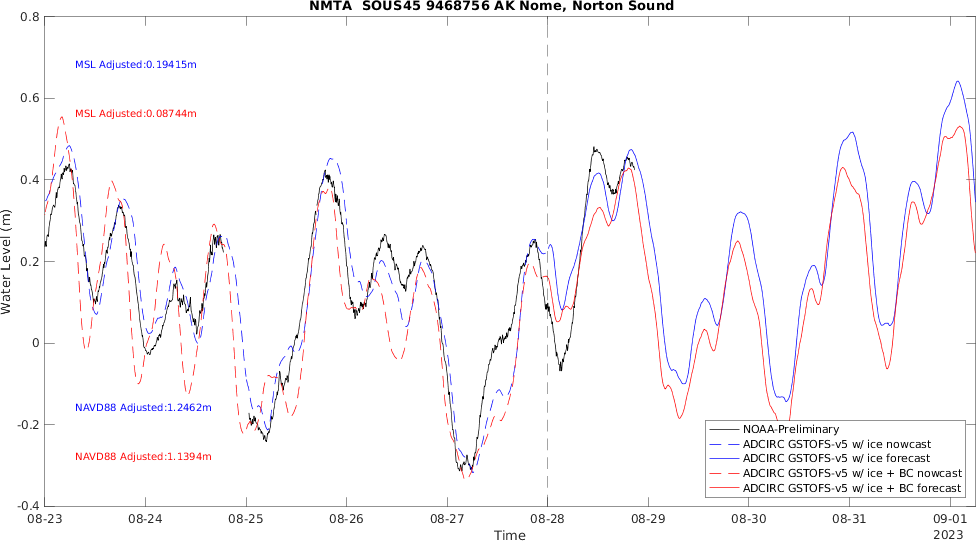 NMTA  SOUS45 9468756 AK Nome, Norton Sound
0.8
0.6
0.4
0.2
0
-0.2
-0.4
Water Level (m)
MSL Adjusted:0.19415m
MSL Adjusted:0.08744m
NAVD88 Adjusted:1.2462m
NAVD88 Adjusted:1.1394m
NOAA-Preliminary
ADCIRC GSTOFS-v5 w/ ice nowcast
ADCIRC GSTOFS-v5 w/ ice forecast
ADCIRC GSTOFS-v5 w/ice + BC nowcast
ADCIRC GSTOFS-v5 w/ice + BC forecast
08-23 08-24 08-25 08-26 08-27 08-28 08-29 08-30 08-31 09-01
2023
Time